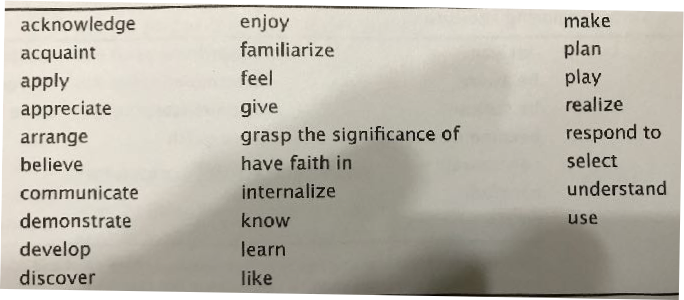 acknowledge
acquaint
apply
appreciate
arrange
believe
communicate
demonstrate
develop
discover
enjoy
familiarize
feel
give
grasp the significance of
have faith in
internalize
know
learn
like
make
plan
play
realize
respond to
select
understand
use